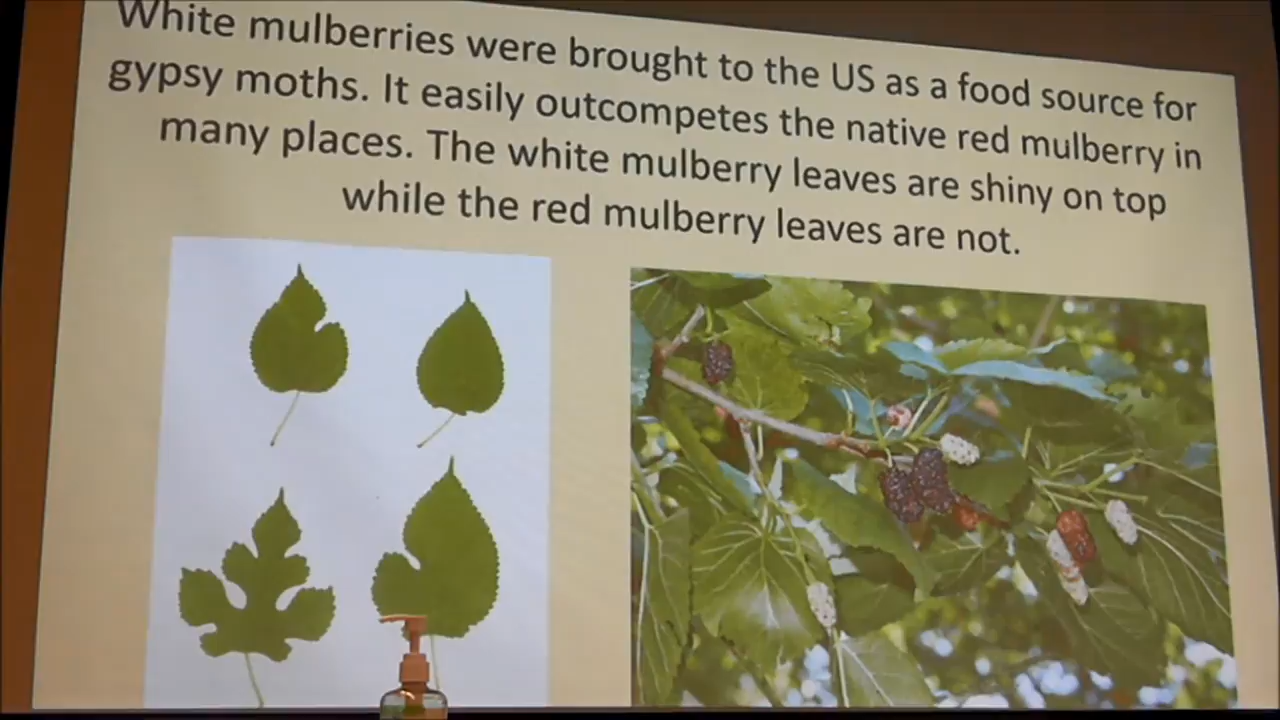 White mulberries were brought to the US as a food source for
gypsy moths. It easily outcompetes the native red mulberry in
many places. The white mulberry leaves are shiny on top
while the red mulberry leaves are not.